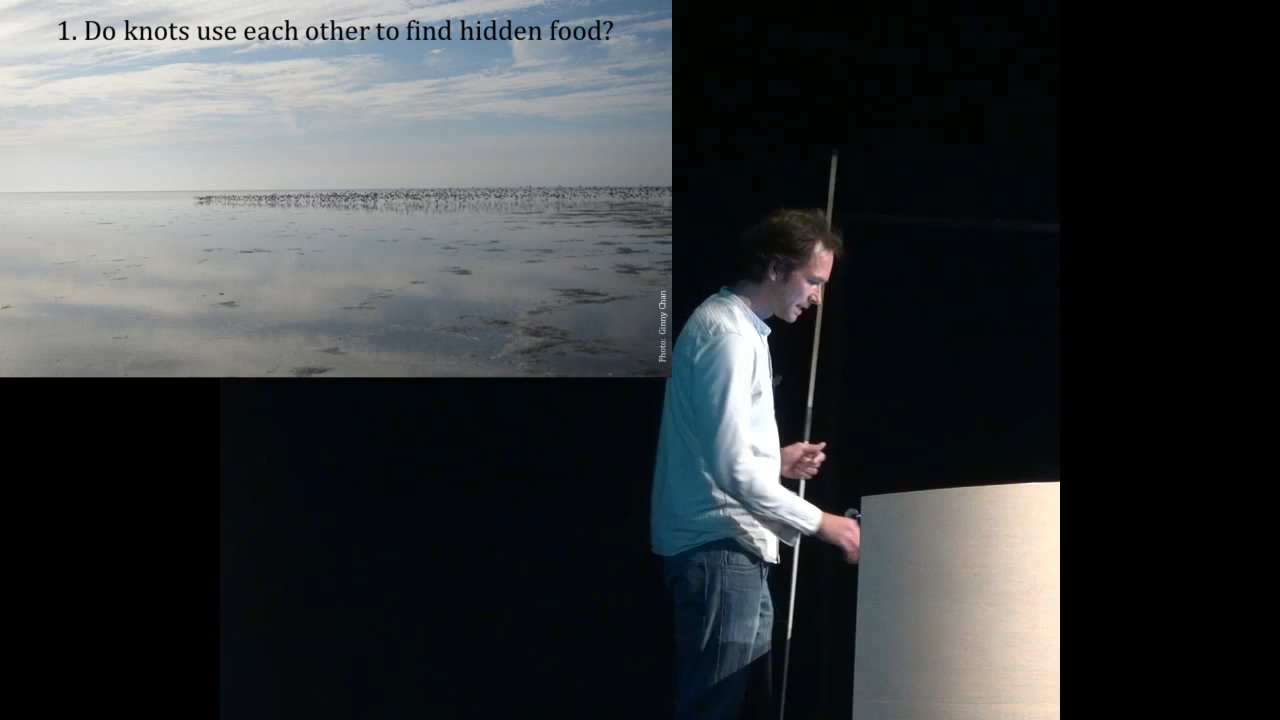 1. Do knots use each other to find hidden food?
Photo: Ginny Chan